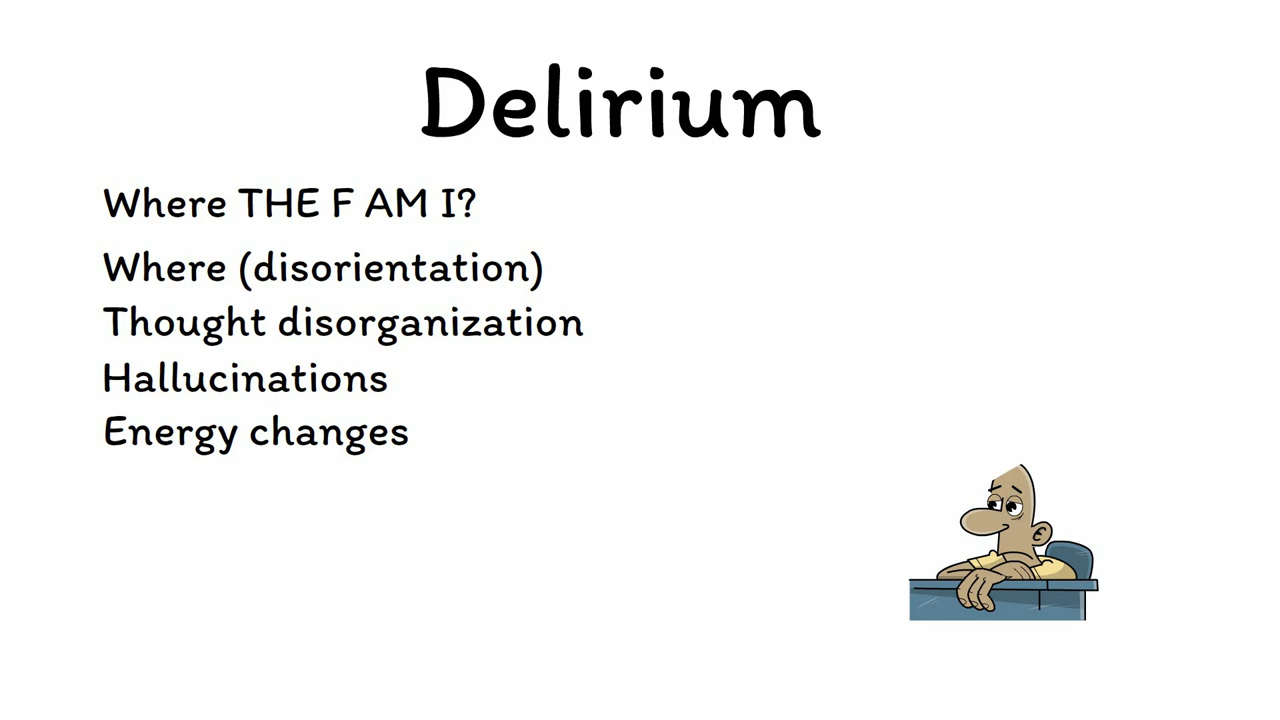 Delirium
Where THE F AM I?
Where (disorientation)
Thought disorganization
Hallucinations
Energy changes